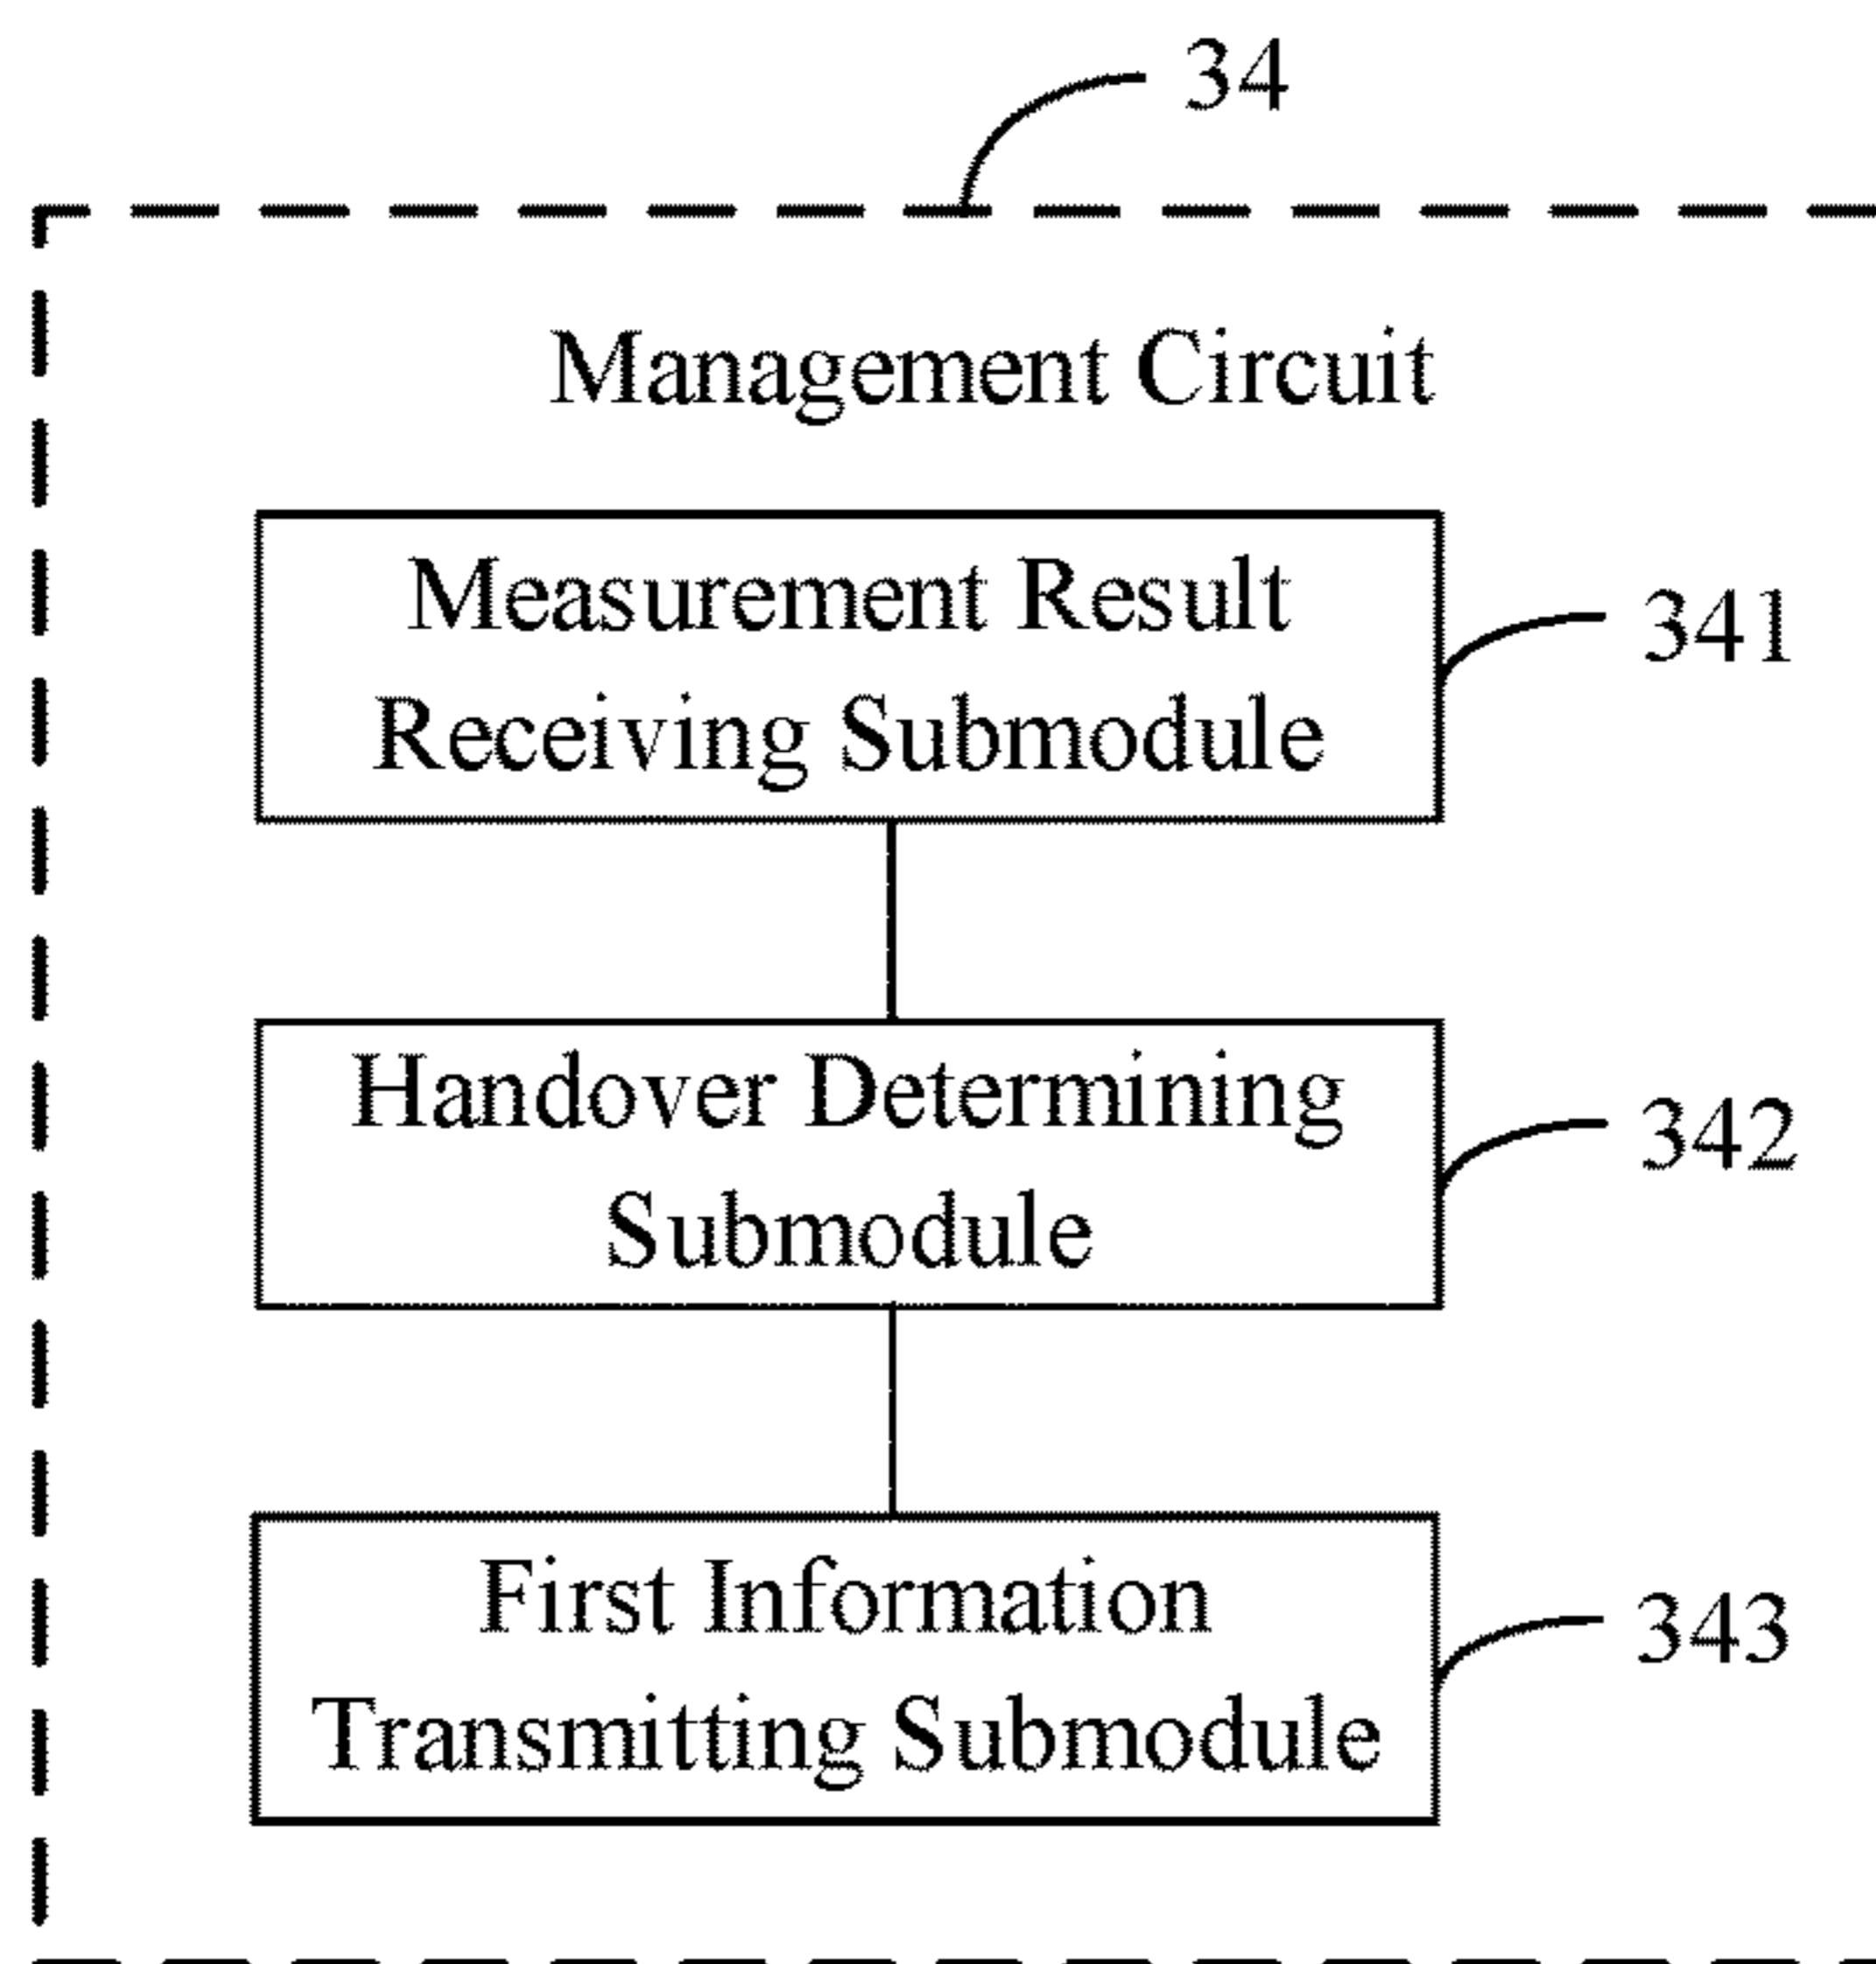 34
Management Circuit
Measurement Result
Receiving Submodule
341
Handover Determining
Submodule
342
First Information
Transmitting Submodule
343